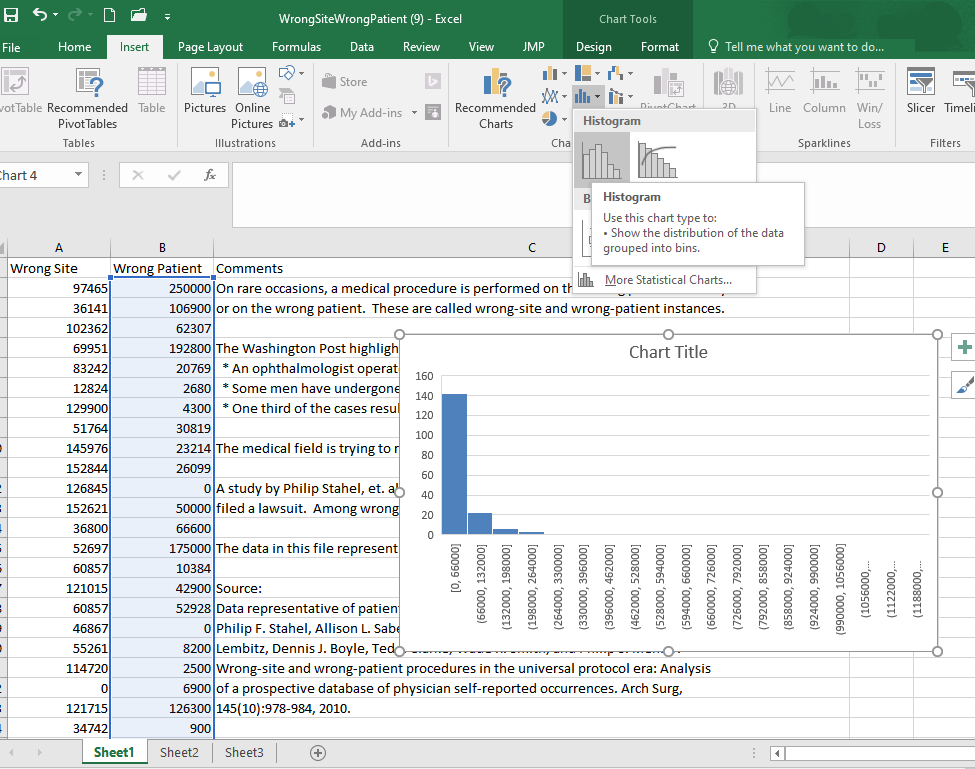 WrongSiteWrongPatient (9) - Excel
Chart Tools
File Home Insert Page Layout Formulas Data Review View JMP Design Format Tell me what you want to do...
Store
My Add-ins
Recommended PivotTables
Table
Pictures
Online Pictures
Recommended Charts
Line
Column
Win/ Loss
Slicer
Tables
Illustrations
Add-ins
Sparklines
Filters
Histogram
Histogram
Use this chart type to:
• Show the distribution of the data
grouped into bins.
More Statistical Charts...
fx
A B C D E
Wrong Site Wrong Patient Comments
97465 250000 On rare occasions, a medical procedure is performed on
36141 106900 or on the wrong patient. These are called wrong-site and wrong-patient instances.
102362 62307
69951 192800 The Washington Post highligh
83242 20769 * An ophthalmologist operat
12824 2680 * Some men have undergone
129900 4300 * One third of the cases resul
51764 30819
145976 23214 The medical field is trying to r
152844 26099
126845 0 A study by Philip Stahel, et. al
152621 50000 filed a lawsuit. Among wrong
36800 66600
52697 175000 The data in this file represent
60857 10384
121015 42900 Source:
60857 52928 Data representative of patien
46867 0 Philip F. Stahel, Allison L. Sabe
55261 8200 Lembitz, Dennis J. Boyle, Ted
114720 2500 Wrong-site and wrong-patient procedures in the universal protocol era: Analysis
0 6900 of a prospective database of physician self-reported occurrences. Arch Surg,
121715 126300 145(10):978-984, 2010.
34742 900
Chart Title
160
140
120
100
80
60
40
20
0
[0, 66000]
(66000, 132000]
(132000, 198000]
(198000, 264000]
(264000, 330000]
(330000, 396000]
(396000, 462000]
(462000, 528000]
(528000, 594000]
(594000, 660000]
(660000, 726000]
(726000, 792000]
(792000, 858000]
(858000, 924000]
(924000, 990000]
(990000, 1056000]
(1056000,...
(1122000,...
(1188000,...
Sheet1 Sheet2 Sheet3